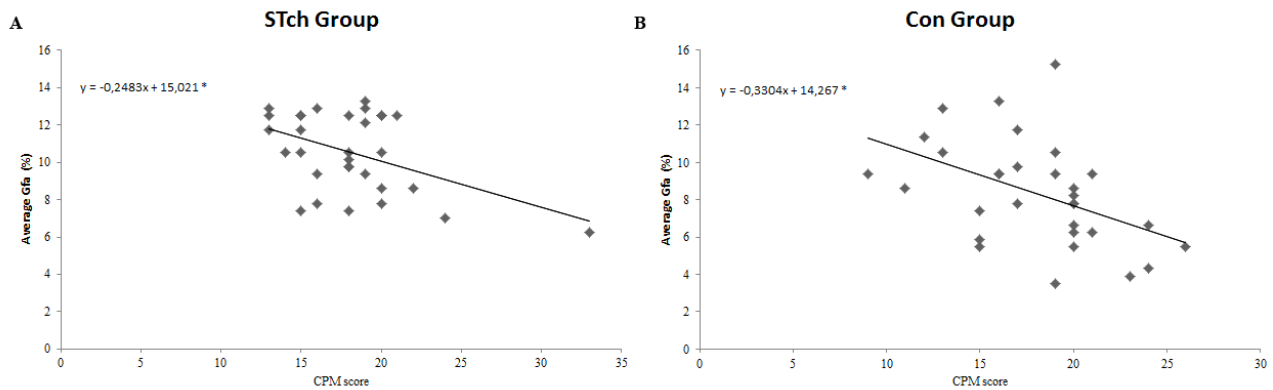 A
STch Group
16
14
12
10
8
6
4
2
0
Average Gfa (%)
y = -0,2483x + 15,021 *
0 5 10 15 20 25 30 35
CPM score
B
Con Group
16
14
12
10
8
6
4
2
0
Average Gfa (%)
y = -0,3304x + 14,267 *
0 5 10 15 20 25 30
CPM score